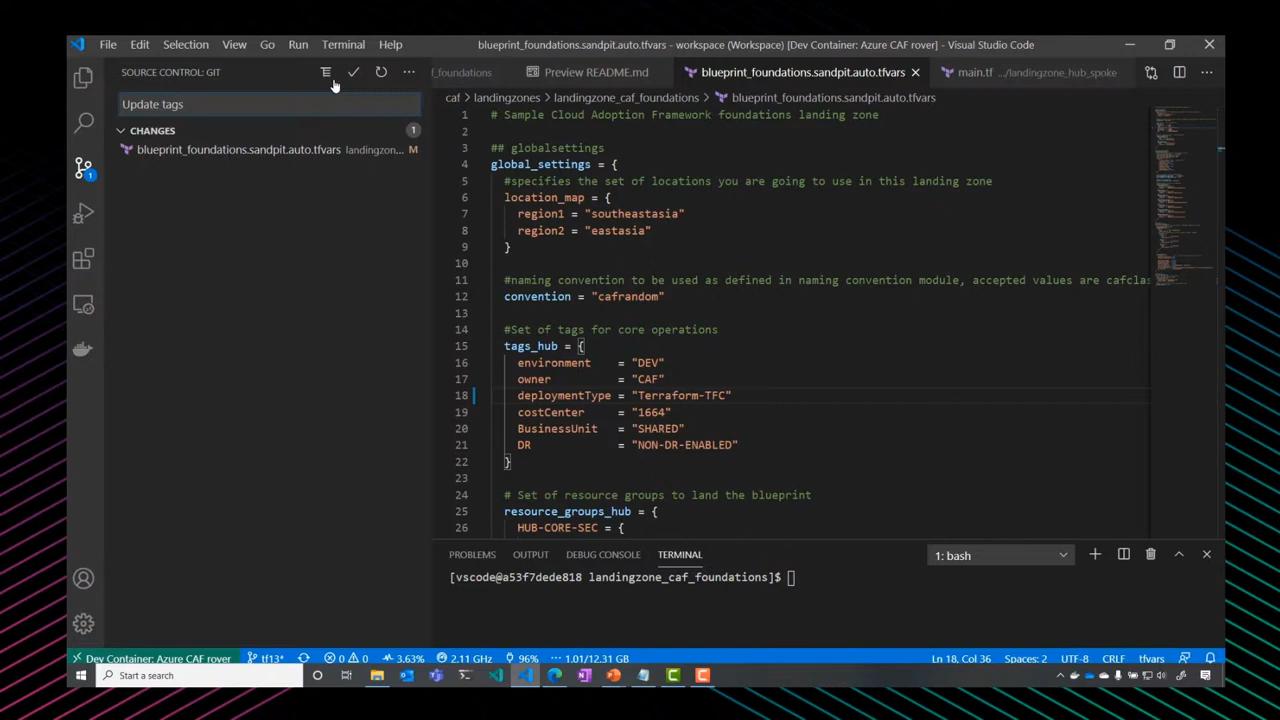 File Edit Selection View Go Run Terminal Help
blueprint_foundations.sandpit.auto.tfvars - workspace (Workspace) [Dev Container: Azure CAF rover] - Visual Studio Code
SOURCE CONTROL: GIT
Update tags
CHANGES 1
blueprint_foundations.sandpit.auto.tfvars landingzon... M
1
f_foundations Preview README.md blueprint_foundations.sandpit.auto.tfvars main.tf .../landingzone_hub_spoke
caf > landingzones > landingzone_caf_foundations > blueprint_foundations.sandpit.auto.tfvars
1 # Sample Cloud Adoption Framework foundations landing zone
2
3 ## globalsettings
4 global_settings = {
5 #specifies the set of locations you are going to use in this landing zone
6 location_map = {
7 region1 = "southeastasia"
8 region2 = "eastasia"
9 }
10
11 #naming convention to be used as defined in naming convention module, accepted values are cafclas
12 convention = "cafrandom"
13
14 #Set of tags for core operations
15 tags_hub = {
16 environment = "DEV"
17 owner = "CAF"
18 deploymentType = "Terraform-TFC"
19 costCenter = "1664"
20 BusinessUnit = "SHARED"
21 DR = "NON-DR-ENABLED"
22 }
23
24 # Set of resource groups to land the blueprint
25 resource_groups_hub = {
26 HUB-CORE-SEC = {
PROBLEMS OUTPUT DEBUG CONSOLE TERMINAL 1: bash
[vscode@a53f7dede818 landingzone_caf_foundations]$
Dev Container: Azure CAF rover tf13* 0 0 3.63% 2.11 GHz 96% 1.01/12.31 GB Ln 18, Col 36 Spaces: 2 UTF-8 CRLF tfvars
Start a search